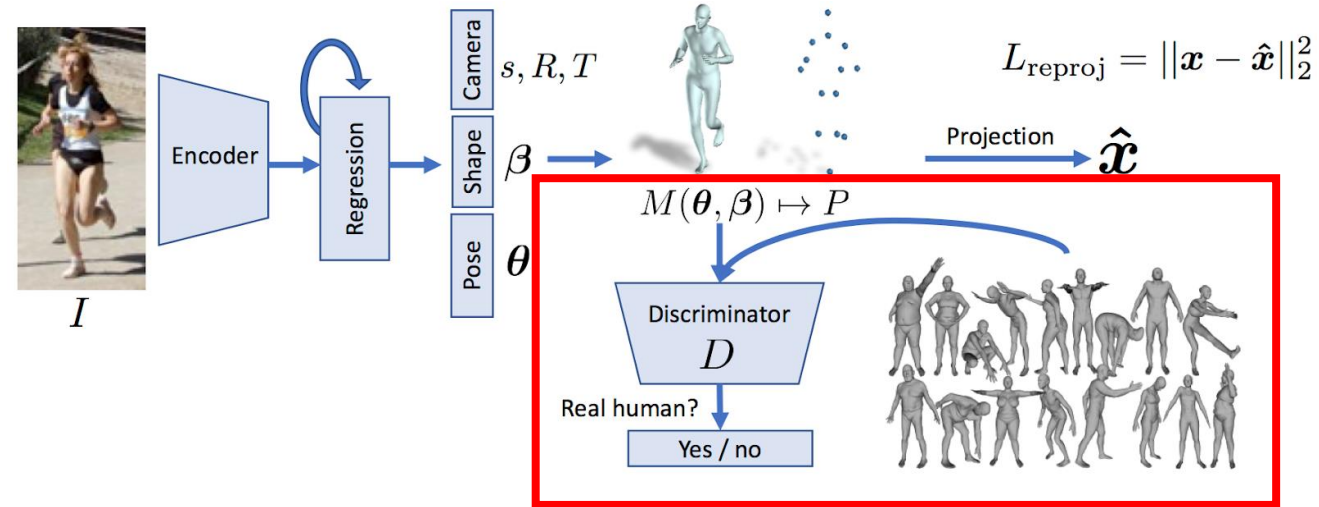 I
Encoder
Regression
Camera
s, R, T
Shape
β
Pose
θ
M(θ, β) ↦ P
L_reproj = ||x − x̂||₂²
Projection
x̂
Discriminator
D
Real human?
Yes / no